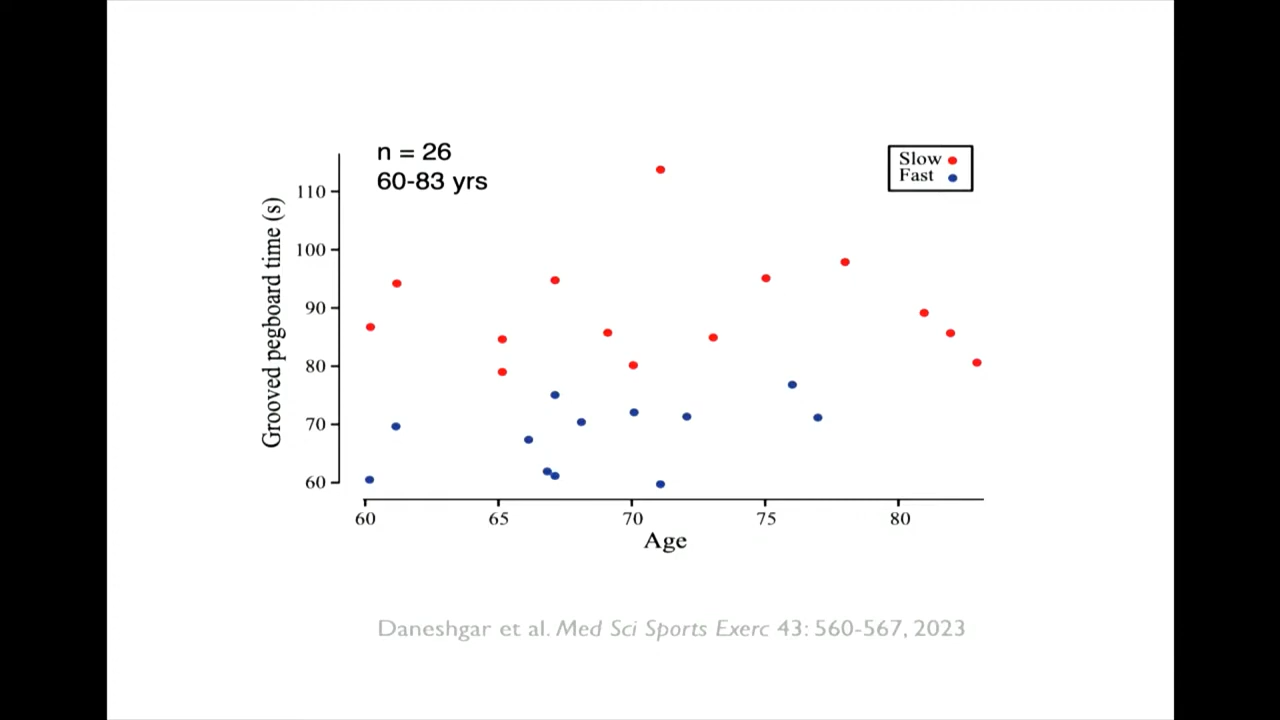 n = 26
60-83 yrs
Slow
Fast
Grooved pegboard time (s)
110
100
90
80
70
60
60 65 70 75 80
Age
Daneshgar et al. Med Sci Sports Exerc 43: 560-567, 2023